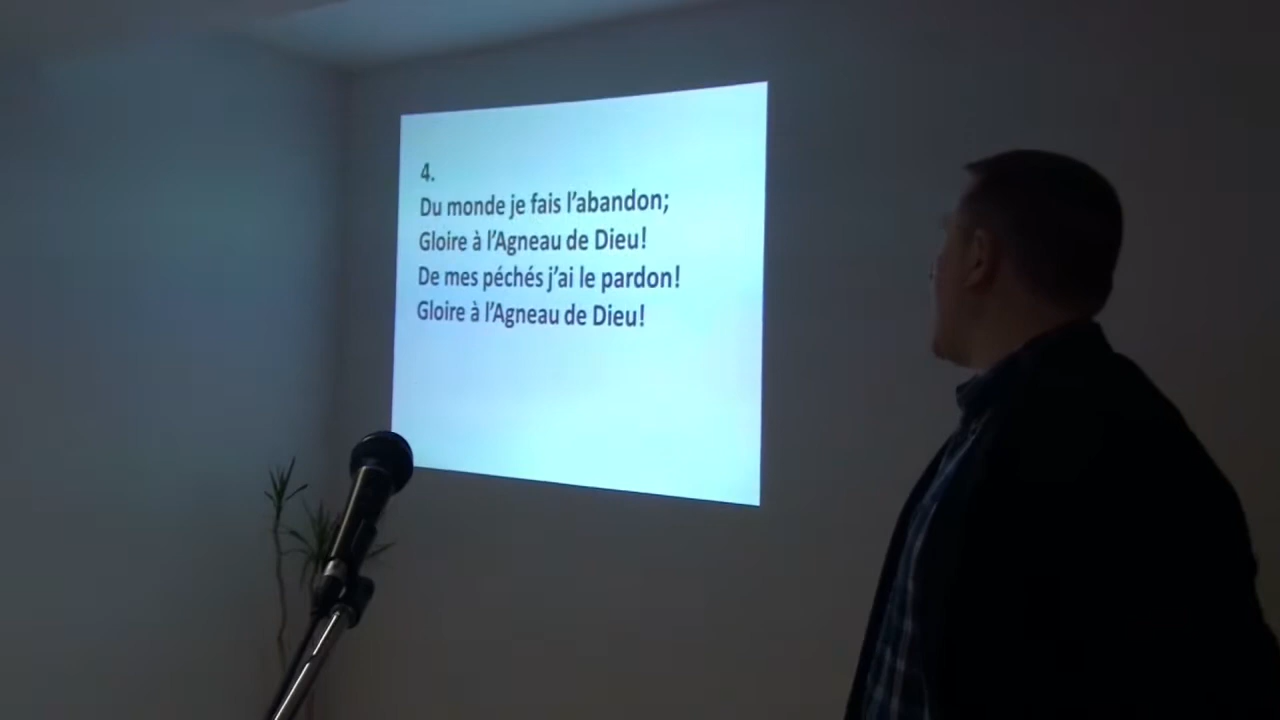 4.
Du monde je fais l’abandon;
Gloire à l’Agneau de Dieu!
De mes péchés j’ai le pardon!
Gloire à l’Agneau de Dieu!